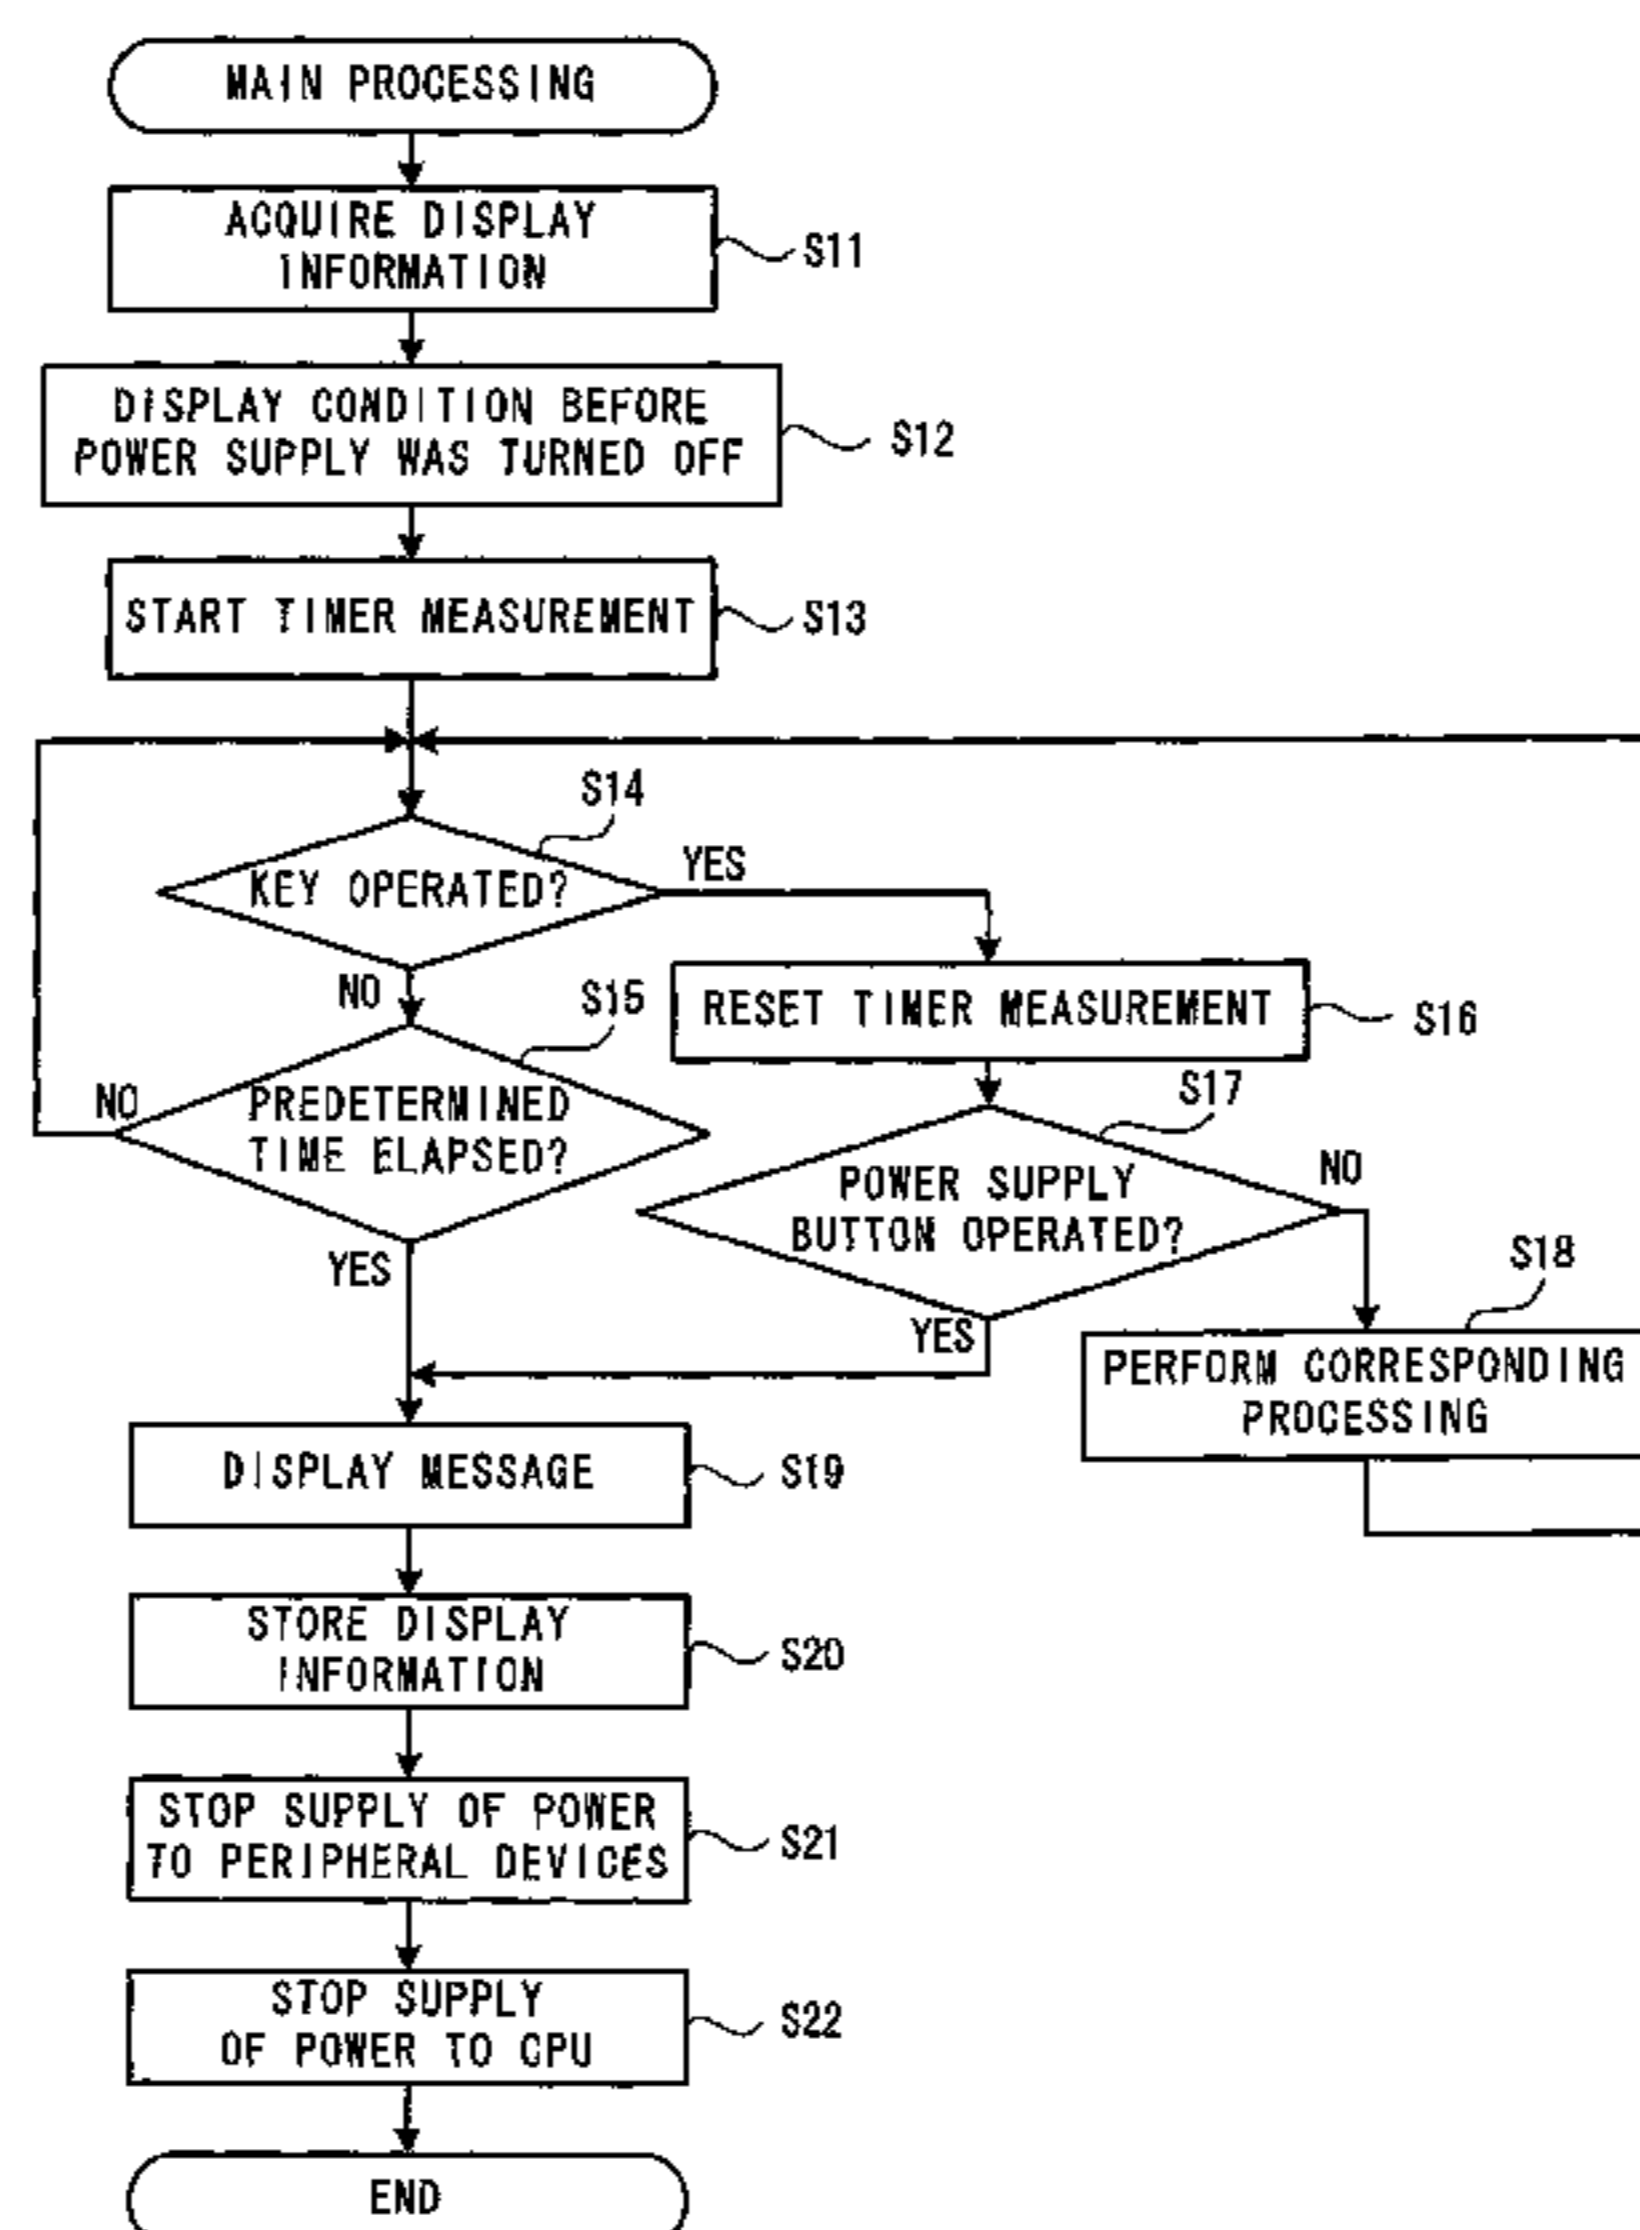 MAIN PROCESSING
ACQUIRE DISPLAY
INFORMATION
S11
DISPLAY CONDITION BEFORE
POWER SUPPLY WAS TURNED OFF
S12
START TIMER MEASUREMENT
S13
S14
KEY OPERATED?
YES
NO
S15
RESET TIMER MEASUREMENT
S16
NO
PREDETERMINED
TIME ELAPSED?
YES
S17
POWER SUPPLY
BUTTON OPERATED?
NO
YES
S18
PERFORM CORRESPONDING
PROCESSING
DISPLAY MESSAGE
S19
STORE DISPLAY
INFORMATION
S20
STOP SUPPLY OF POWER
TO PERIPHERAL DEVICES
S21
STOP SUPPLY
OF POWER TO CPU
S22
END